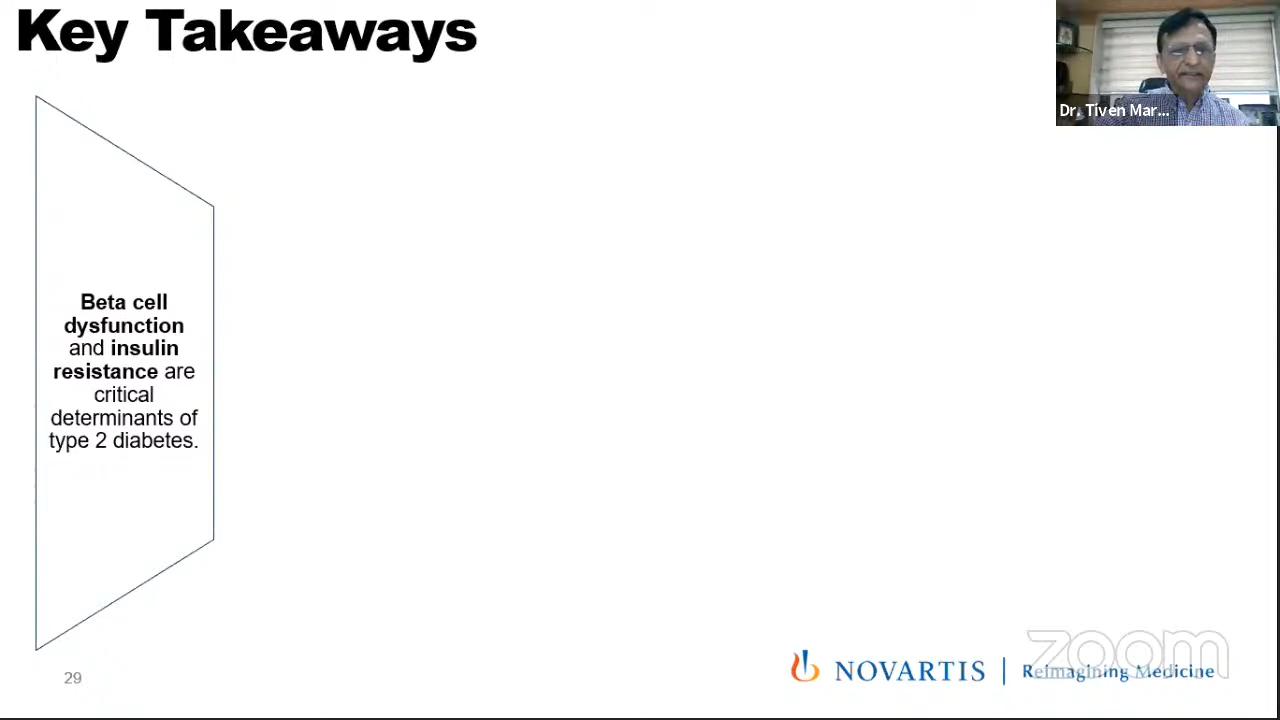 Key Takeaways
Dr. Tiven Mar...
Beta cell
dysfunction
and insulin
resistance are
critical
determinants of
type 2 diabetes.
29
NOVARTIS | Reimagining Medicine
zoom